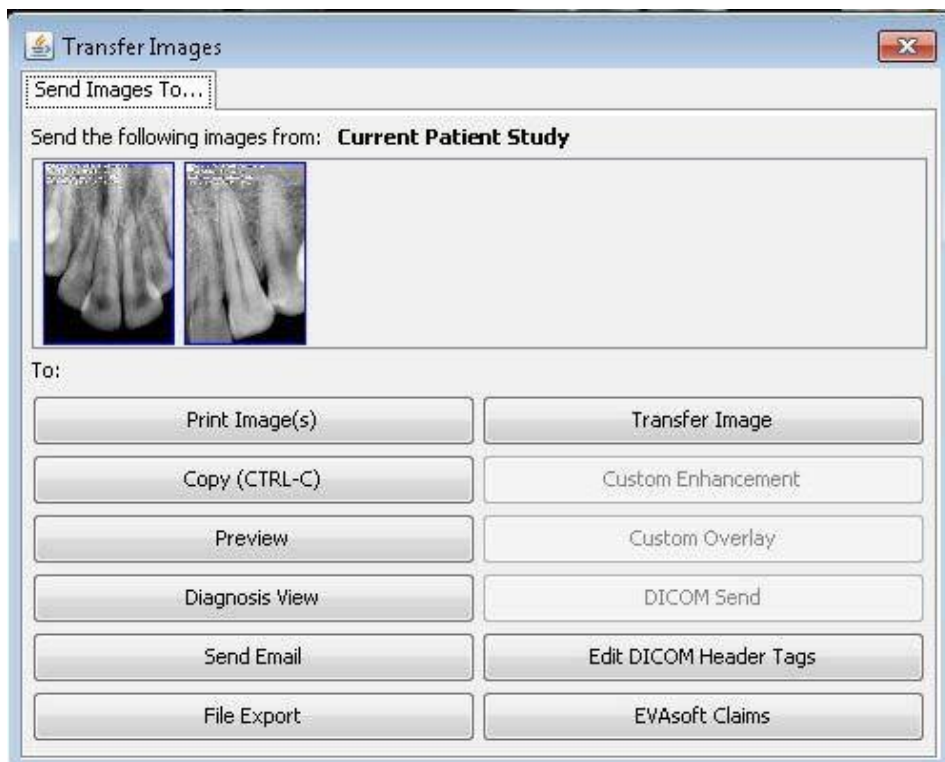 Transfer Images
Send Images To...
Send the following images from: Current Patient Study
To:
Print Image(s)
Transfer Image
Copy (CTRL-C)
Custom Enhancement
Preview
Custom Overlay
Diagnosis View
DICOM Send
Send Email
Edit DICOM Header Tags
File Export
EVAsoft Claims